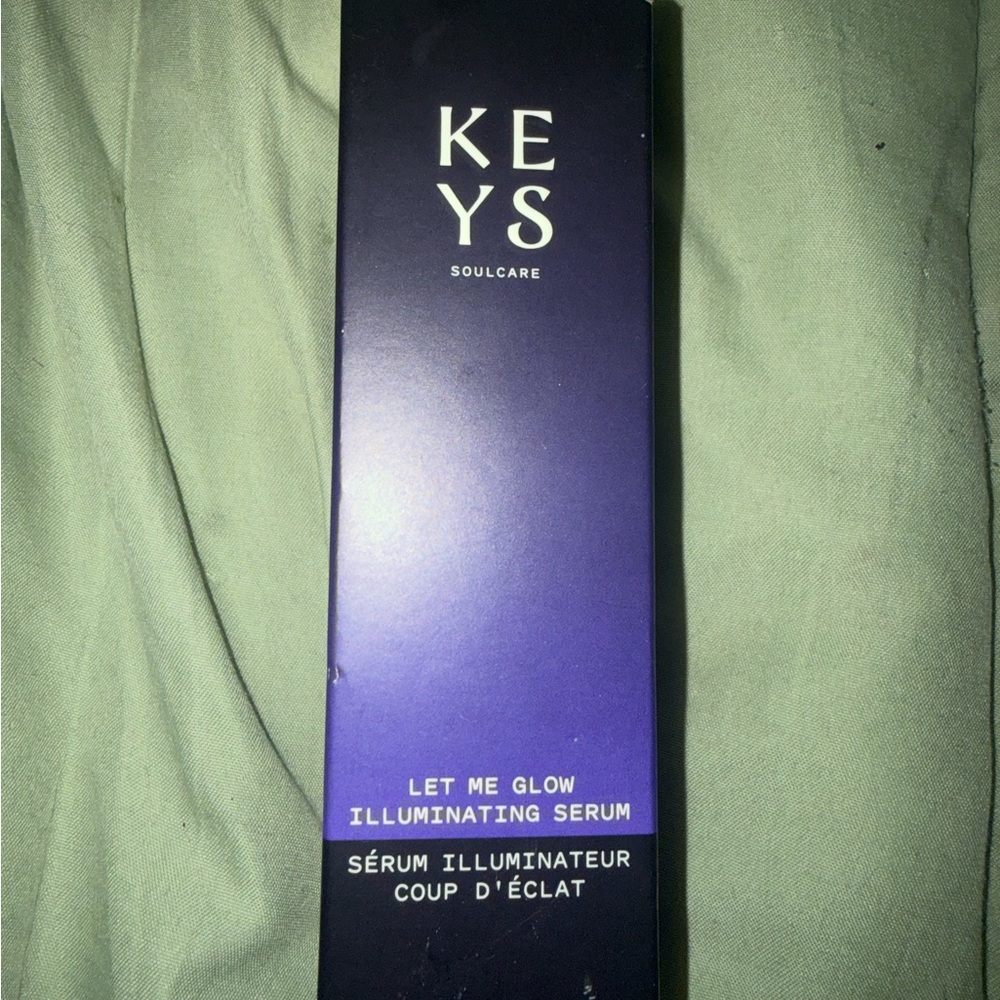 KE
YS
SOULCARE
LET ME GLOW
ILLUMINATING SERUM
SÉRUM ILLUMINATEUR
COUP D'ÉCLAT